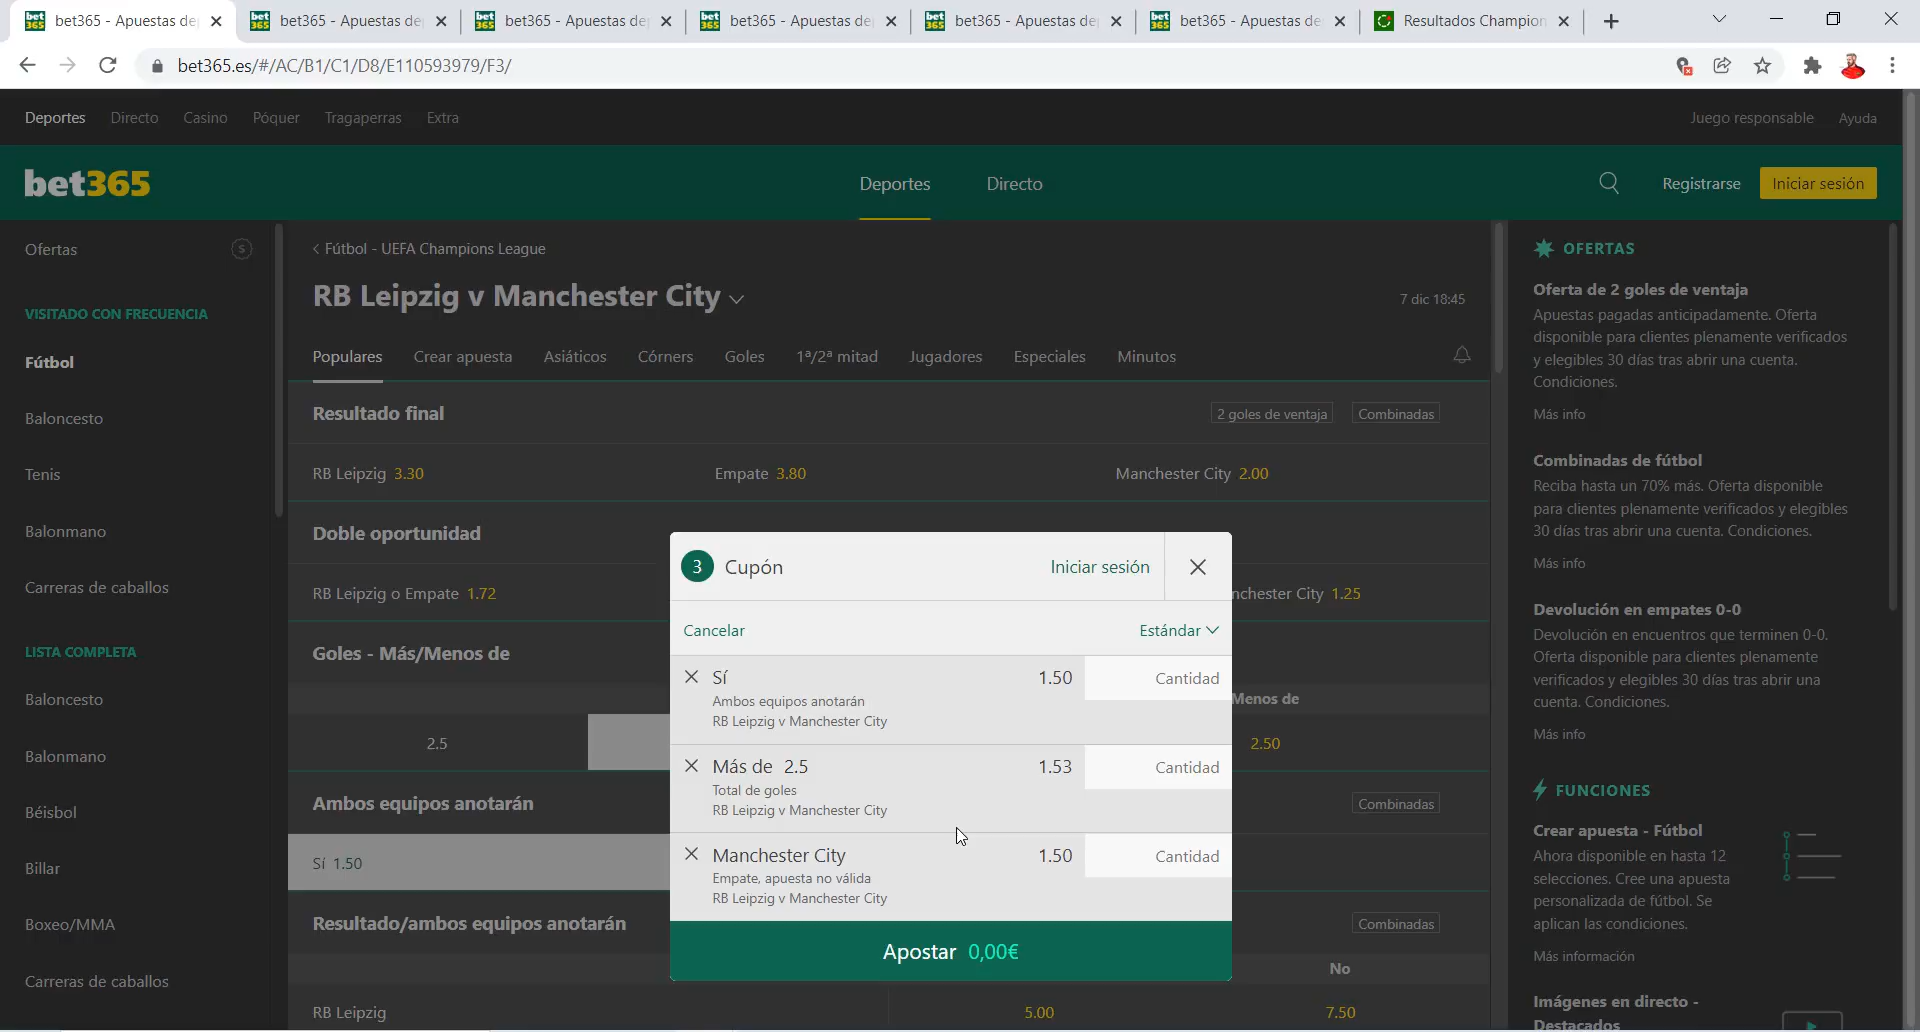 bet365 - Apuestas de
bet365 - Apuestas de
bet365 - Apuestas de
bet365 - Apuestas de
bet365 - Apuestas de
bet365 - Apuestas de
Resultados Champion
bet365.es/#/AC/B1/C1/D8/E110593979/F3/
Deportes Directo Casino Póquer Tragaperras Extra
Juego responsable Ayuda
bet365
Deportes Directo
Registrarse Iniciar sesión
Ofertas
VISITADO CON FRECUENCIA
Fútbol
Baloncesto
Tenis
Balonmano
Carreras de caballos
LISTA COMPLETA
Baloncesto
Balonmano
Béisbol
Billar
Boxeo/MMA
Carreras de caballos
< Fútbol - UEFA Champions League
RB Leipzig v Manchester City
7 dic 18:45
Populares Crear apuesta Asiáticos Córners Goles 1ª/2ª mitad Jugadores Especiales Minutos
Resultado final
2 goles de ventaja Combinadas
RB Leipzig 3.30 Empate 3.80 Manchester City 2.00
Doble oportunidad
RB Leipzig o Empate 1.72
nchester City 1.25
Goles - Más/Menos de
Menos de
2.5
2.50
Ambos equipos anotarán
Combinadas
Sí 1.50
Resultado/ambos equipos anotarán
Combinadas
No
RB Leipzig 5.00 7.50
3 Cupón Iniciar sesión
Cancelar Estándar
Sí 1.50 Cantidad
Ambos equipos anotarán
RB Leipzig v Manchester City
Más de 2.5 1.53 Cantidad
Total de goles
RB Leipzig v Manchester City
Manchester City 1.50 Cantidad
Empate, apuesta no válida
RB Leipzig v Manchester City
Apostar 0,00€
OFERTAS
Oferta de 2 goles de ventaja
Apuestas pagadas anticipadamente. Oferta
disponible para clientes plenamente verificados
y elegibles 30 días tras abrir una cuenta.
Condiciones.
Más info
Combinadas de fútbol
Reciba hasta un 70% más. Oferta disponible
para clientes plenamente verificados y elegibles
30 días tras abrir una cuenta. Condiciones.
Más info
Devolución en empates 0-0
Devolución en encuentros que terminen 0-0.
Oferta disponible para clientes plenamente
verificados y elegibles 30 días tras abrir una
cuenta. Condiciones.
Más info
FUNCIONES
Crear apuesta - Fútbol
Ahora disponible en hasta 12
selecciones. Cree una apuesta
personalizada de fútbol. Se
aplican las condiciones.
Más información
Imágenes en directo -
Destacados